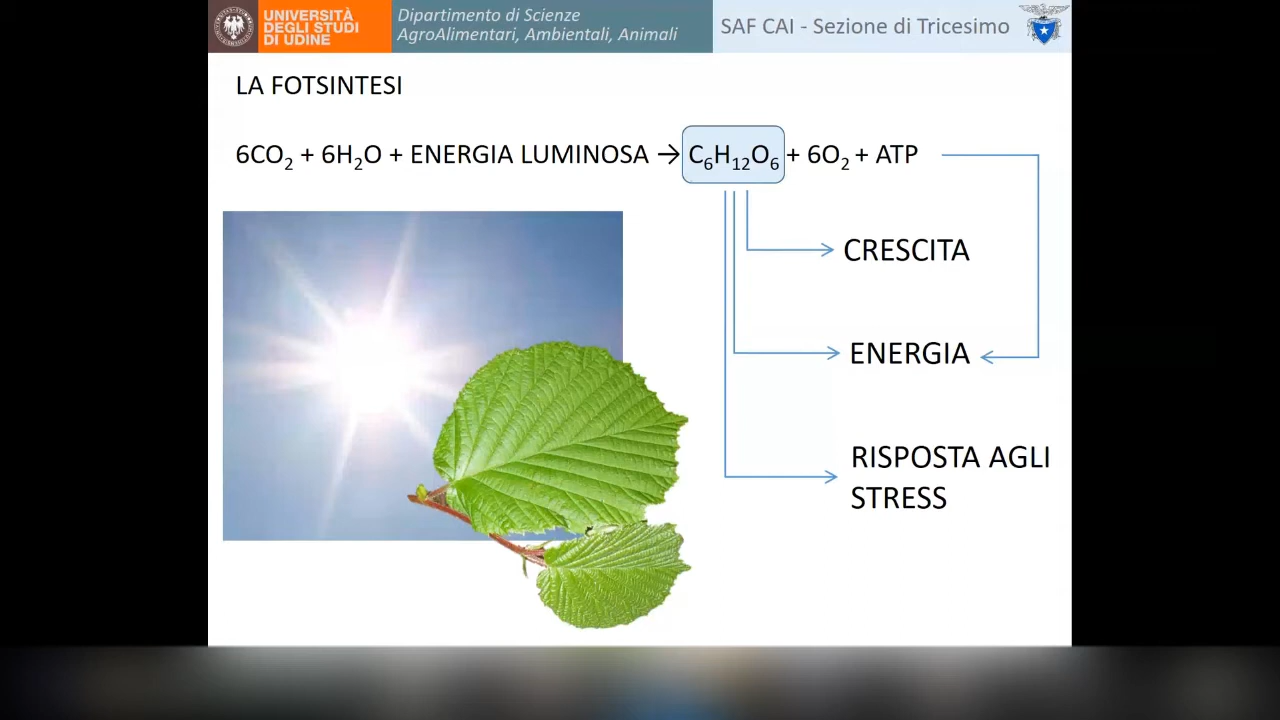 UNIVERSITÀ
DEGLI STUDI
DI UDINE
Dipartimento di Scienze
AgroAlimentari, Ambientali, Animali
SAF CAI - Sezione di Tricesimo
LA FOTSINTESI
6CO₂ + 6H₂O + ENERGIA LUMINOSA → C₆H₁₂O₆ + 6O₂ + ATP
CRESCITA
ENERGIA
RISPOSTA AGLI
STRESS